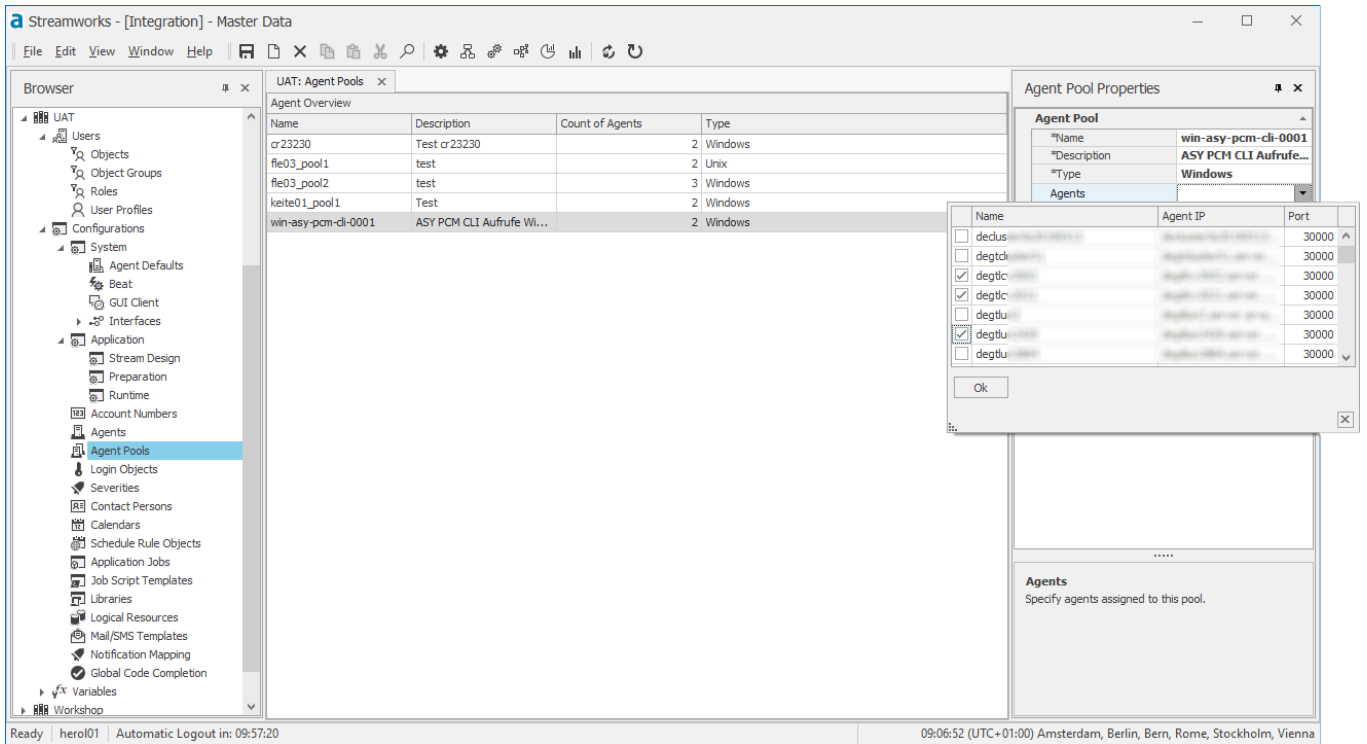 Streamworks - [Integration] - Master Data
File Edit View Window Help
Browser
UAT
Users
Objects
Object Groups
Roles
User Profiles
Configurations
System
Agent Defaults
Beat
GUI Client
Interfaces
Application
Stream Design
Preparation
Runtime
Account Numbers
Agents
Agent Pools
Login Objects
Severities
Contact Persons
Calendars
Schedule Rule Objects
Application Jobs
Job Script Templates
Libraries
Logical Resources
Mail/SMS Templates
Notification Mapping
Global Code Completion
Variables
Workshop
UAT: Agent Pools
Agent Overview
Name Description Count of Agents Type
cr23230 Test cr23230 2 Windows
fle03_pool1 test 2 Unix
fle03_pool2 test 3 Windows
keite01_pool1 Test 2 Windows
win-asy-pcm-cli-0001 ASY PCM CLI Aufrufe Wi... 2 Windows
Agent Pool Properties
Agent Pool
*Name win-asy-pcm-cli-0001
*Description ASY PCM CLI Aufrufe...
*Type Windows
Agents
Name Agent IP Port
30000
30000
30000
30000
30000
30000
30000
Ok
Agents
Specify agents assigned to this pool.
Ready herol01 Automatic Logout in: 09:57:20 09:06:52 (UTC+01:00) Amsterdam, Berlin, Bern, Rome, Stockholm, Vienna